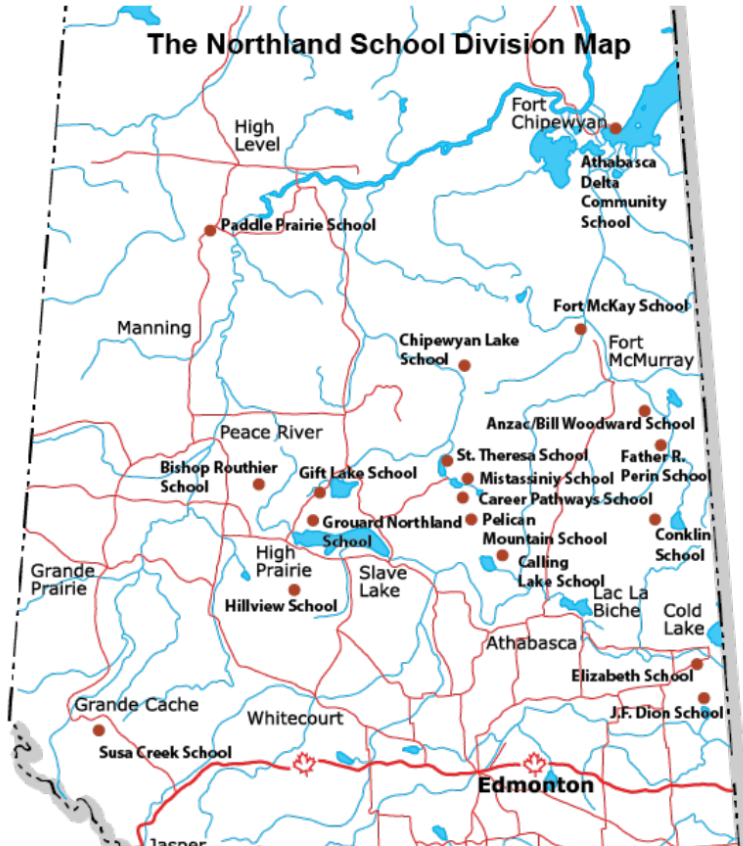 The Northland School Division Map
Fort
Chipewyan
High
Level
Athabasca
Delta
Community
School
Paddle Prairie School
Fort McKay School
Manning
Chipewyan Lake
School
Fort
McMurray
Anzac/Bill Woodward School
Peace River
St. Theresa School
Father R.
Perin School
Bishop Routhier
School
Gift Lake School
Mistassiniy School
Career Pathways School
Grouard Northland
School
Pelican
Mountain School
Conklin
School
High
Prairie
Slave
Lake
Calling
Lake School
Grande
Prairie
Hillview School
Lac La
Biche
Cold
Lake
Athabasca
Elizabeth School
Grande Cache
Whitecourt
J.F. Dion School
Susa Creek School
Edmonton
Jasper